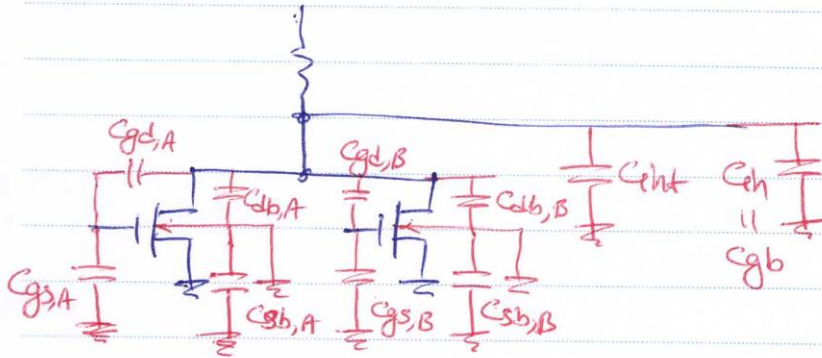 Cgd,A
Cgd,B
Cdb,A
Cdb,B
Cint
Cin
=
Cgb
Cgs,A
Csb,A
Cgs,B
Csb,B